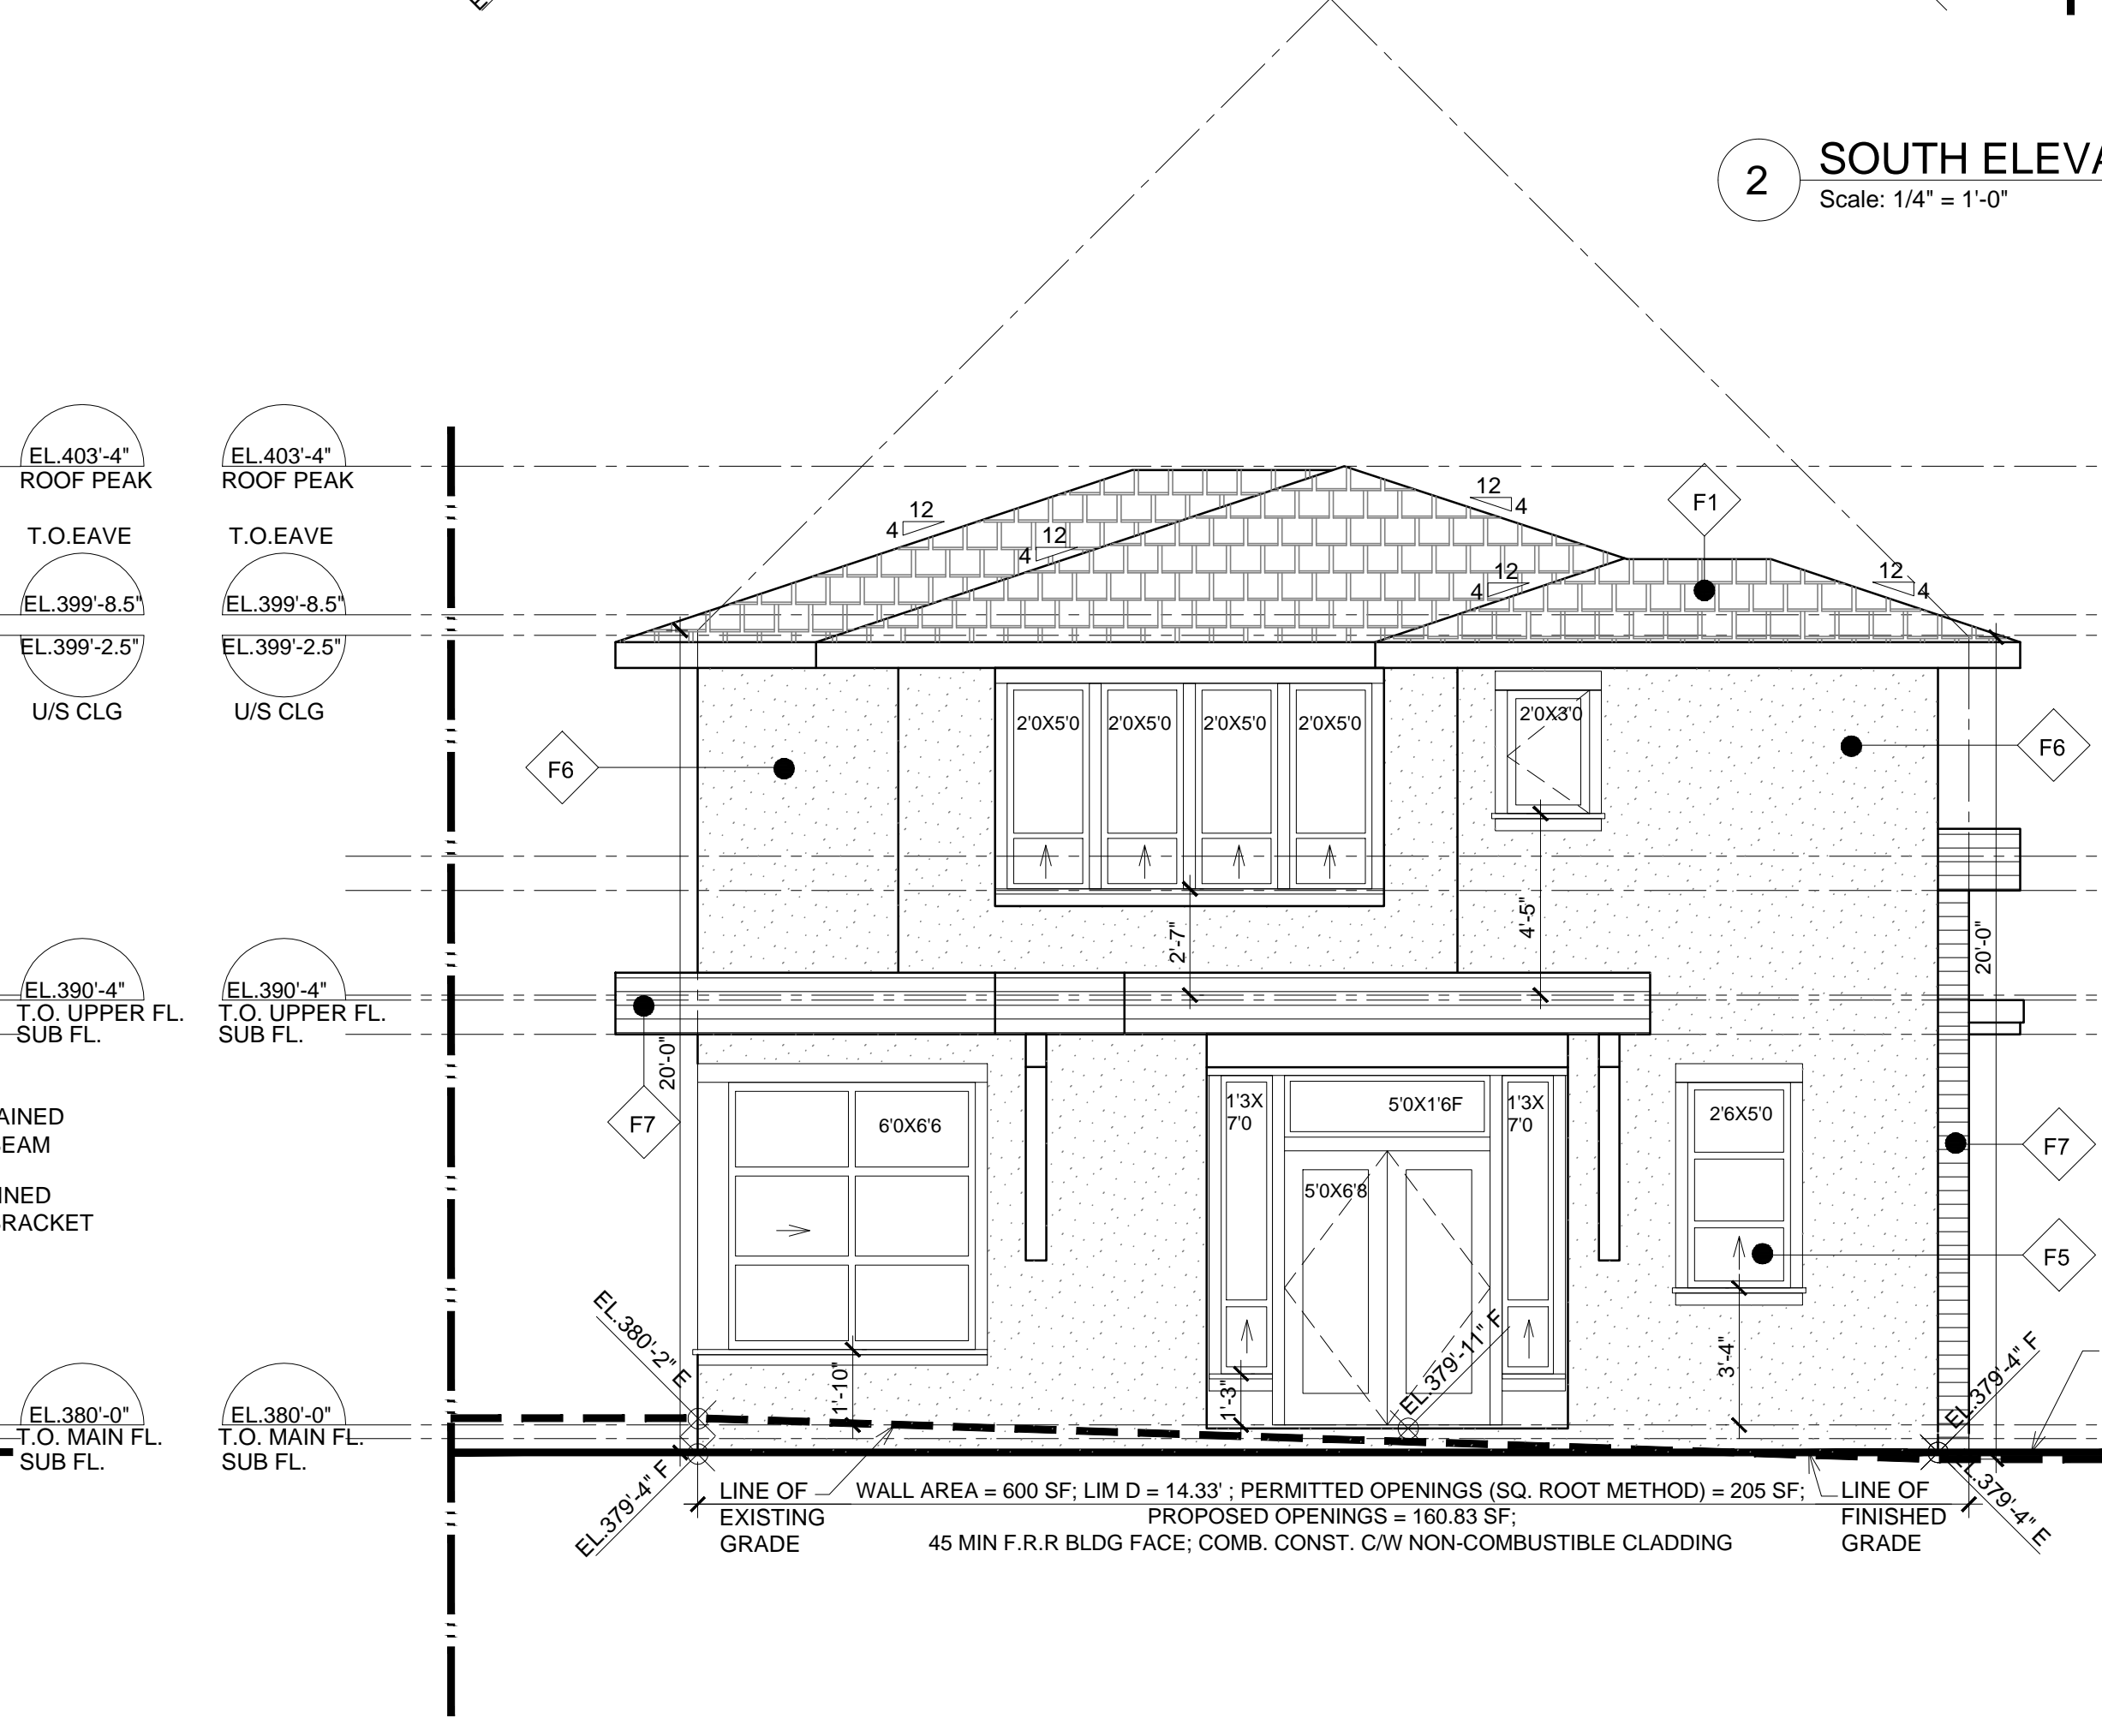 2
SOUTH ELEVA
Scale: 1/4" = 1'-0"
EL.403'-4"
ROOF PEAK
EL.403'-4"
ROOF PEAK
T.O.EAVE
T.O.EAVE
EL.399'-8.5"
EL.399'-8.5"
EL.399'-2.5"
EL.399'-2.5"
U/S CLG
U/S CLG
12
4
12
4
12
4
12
4
12
4
F1
2'0X5'0
2'0X5'0
2'0X5'0
2'0X5'0
2'0X3'0
F6
F6
2'-7"
4'-5"
20'-0"
EL.390'-4"
T.O. UPPER FL.
SUB FL.
EL.390'-4"
T.O. UPPER FL.
SUB FL.
20'-0"
F7
AINED
EAM
INED
RACKET
6'0X6'6
1'3X
7'0
5'0X1'6F
1'3X
7'0
2'6X5'0
5'0X6'8
F7
F5
EL.380'-2" E
1'-10"
1'-3"
EL.379'-11" F
3'-4"
EL.379'-4" F
EL.380'-0"
T.O. MAIN FL.
SUB FL.
EL.380'-0"
T.O. MAIN FL.
SUB FL.
EL.379'-4" F
EL.379'-4" E
LINE OF
EXISTING
GRADE
WALL AREA = 600 SF; LIM D = 14.33' ; PERMITTED OPENINGS (SQ. ROOT METHOD) = 205 SF;
PROPOSED OPENINGS = 160.83 SF;
45 MIN F.R.R BLDG FACE; COMB. CONST. C/W NON-COMBUSTIBLE CLADDING
LINE OF
FINISHED
GRADE